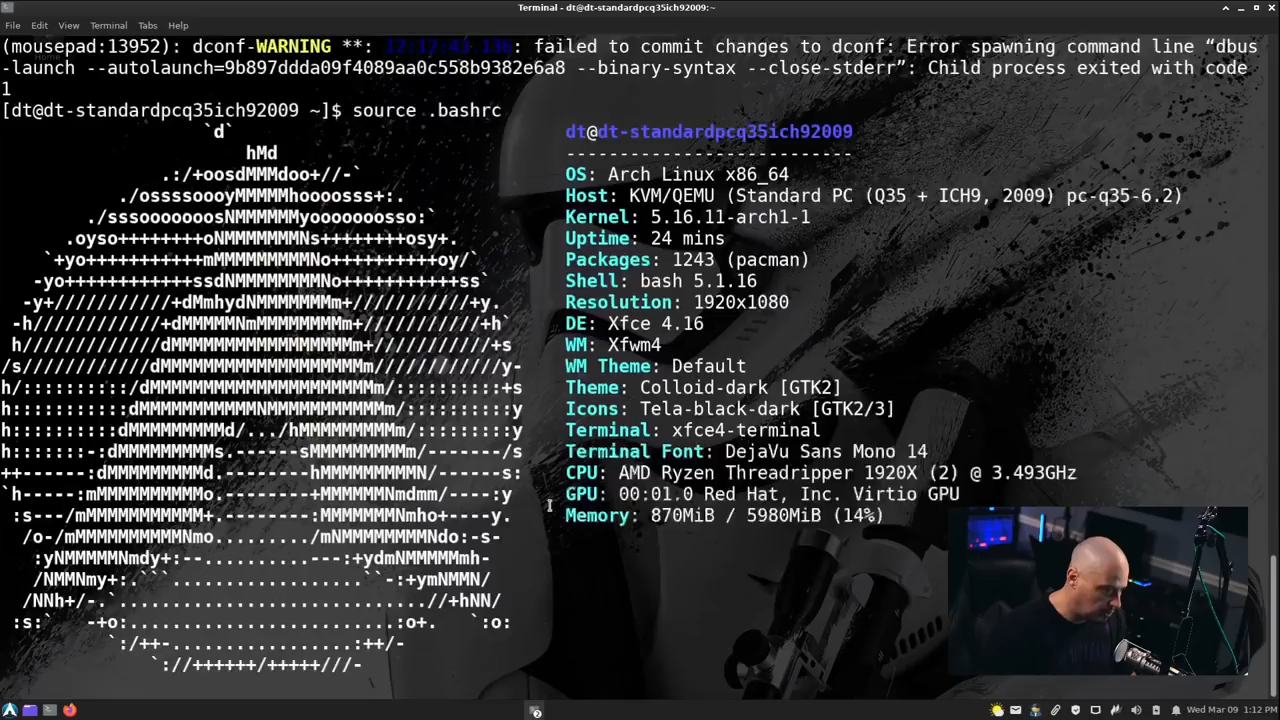 Terminal - dt@dt-standardpcq35ich92009:~
File Edit View Terminal Tabs Help
(mousepad:13952): dconf-WARNING **: 12:12:43.136: failed to commit changes to dconf: Error spawning command line “dbus
-launch --autolaunch=9b897ddda09f4089aa0c558b9382e6a8 --binary-syntax --close-stderr”: Child process exited with code
1
[dt@dt-standardpcq35ich92009 ~]$ source .bashrc
dt@dt-standardpcq35ich92009
---------------------------
OS: Arch Linux x86_64
Host: KVM/QEMU (Standard PC (Q35 + ICH9, 2009) pc-q35-6.2)
Kernel: 5.16.11-arch1-1
Uptime: 24 mins
Packages: 1243 (pacman)
Shell: bash 5.1.16
Resolution: 1920x1080
DE: Xfce 4.16
WM: Xfwm4
WM Theme: Default
Theme: Colloid-dark [GTK2]
Icons: Tela-black-dark [GTK2/3]
Terminal: xfce4-terminal
Terminal Font: DejaVu Sans Mono 14
CPU: AMD Ryzen Threadripper 1920X (2) @ 3.493GHz
GPU: 00:01.0 Red Hat, Inc. Virtio GPU
Memory: 870MiB / 5980MiB (14%)
2
Wed Mar 09 1:12 PM